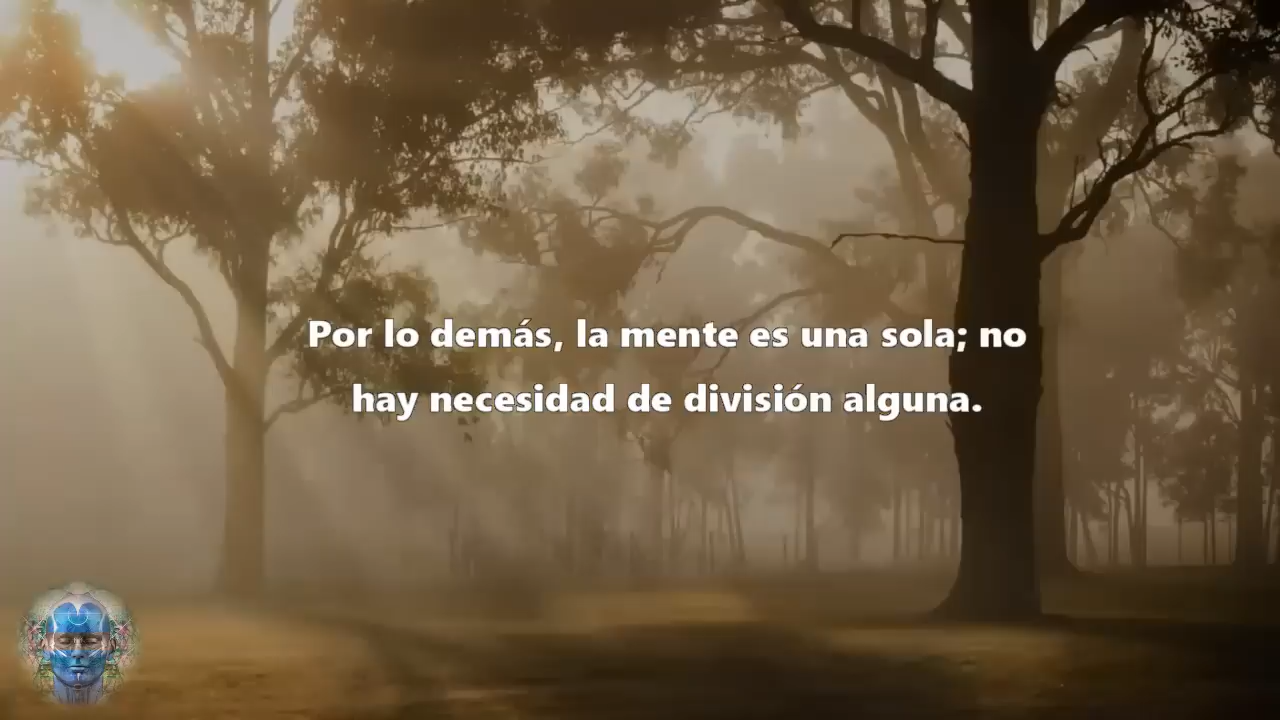 Por lo demás, la mente es una sola; no
hay necesidad de división alguna.